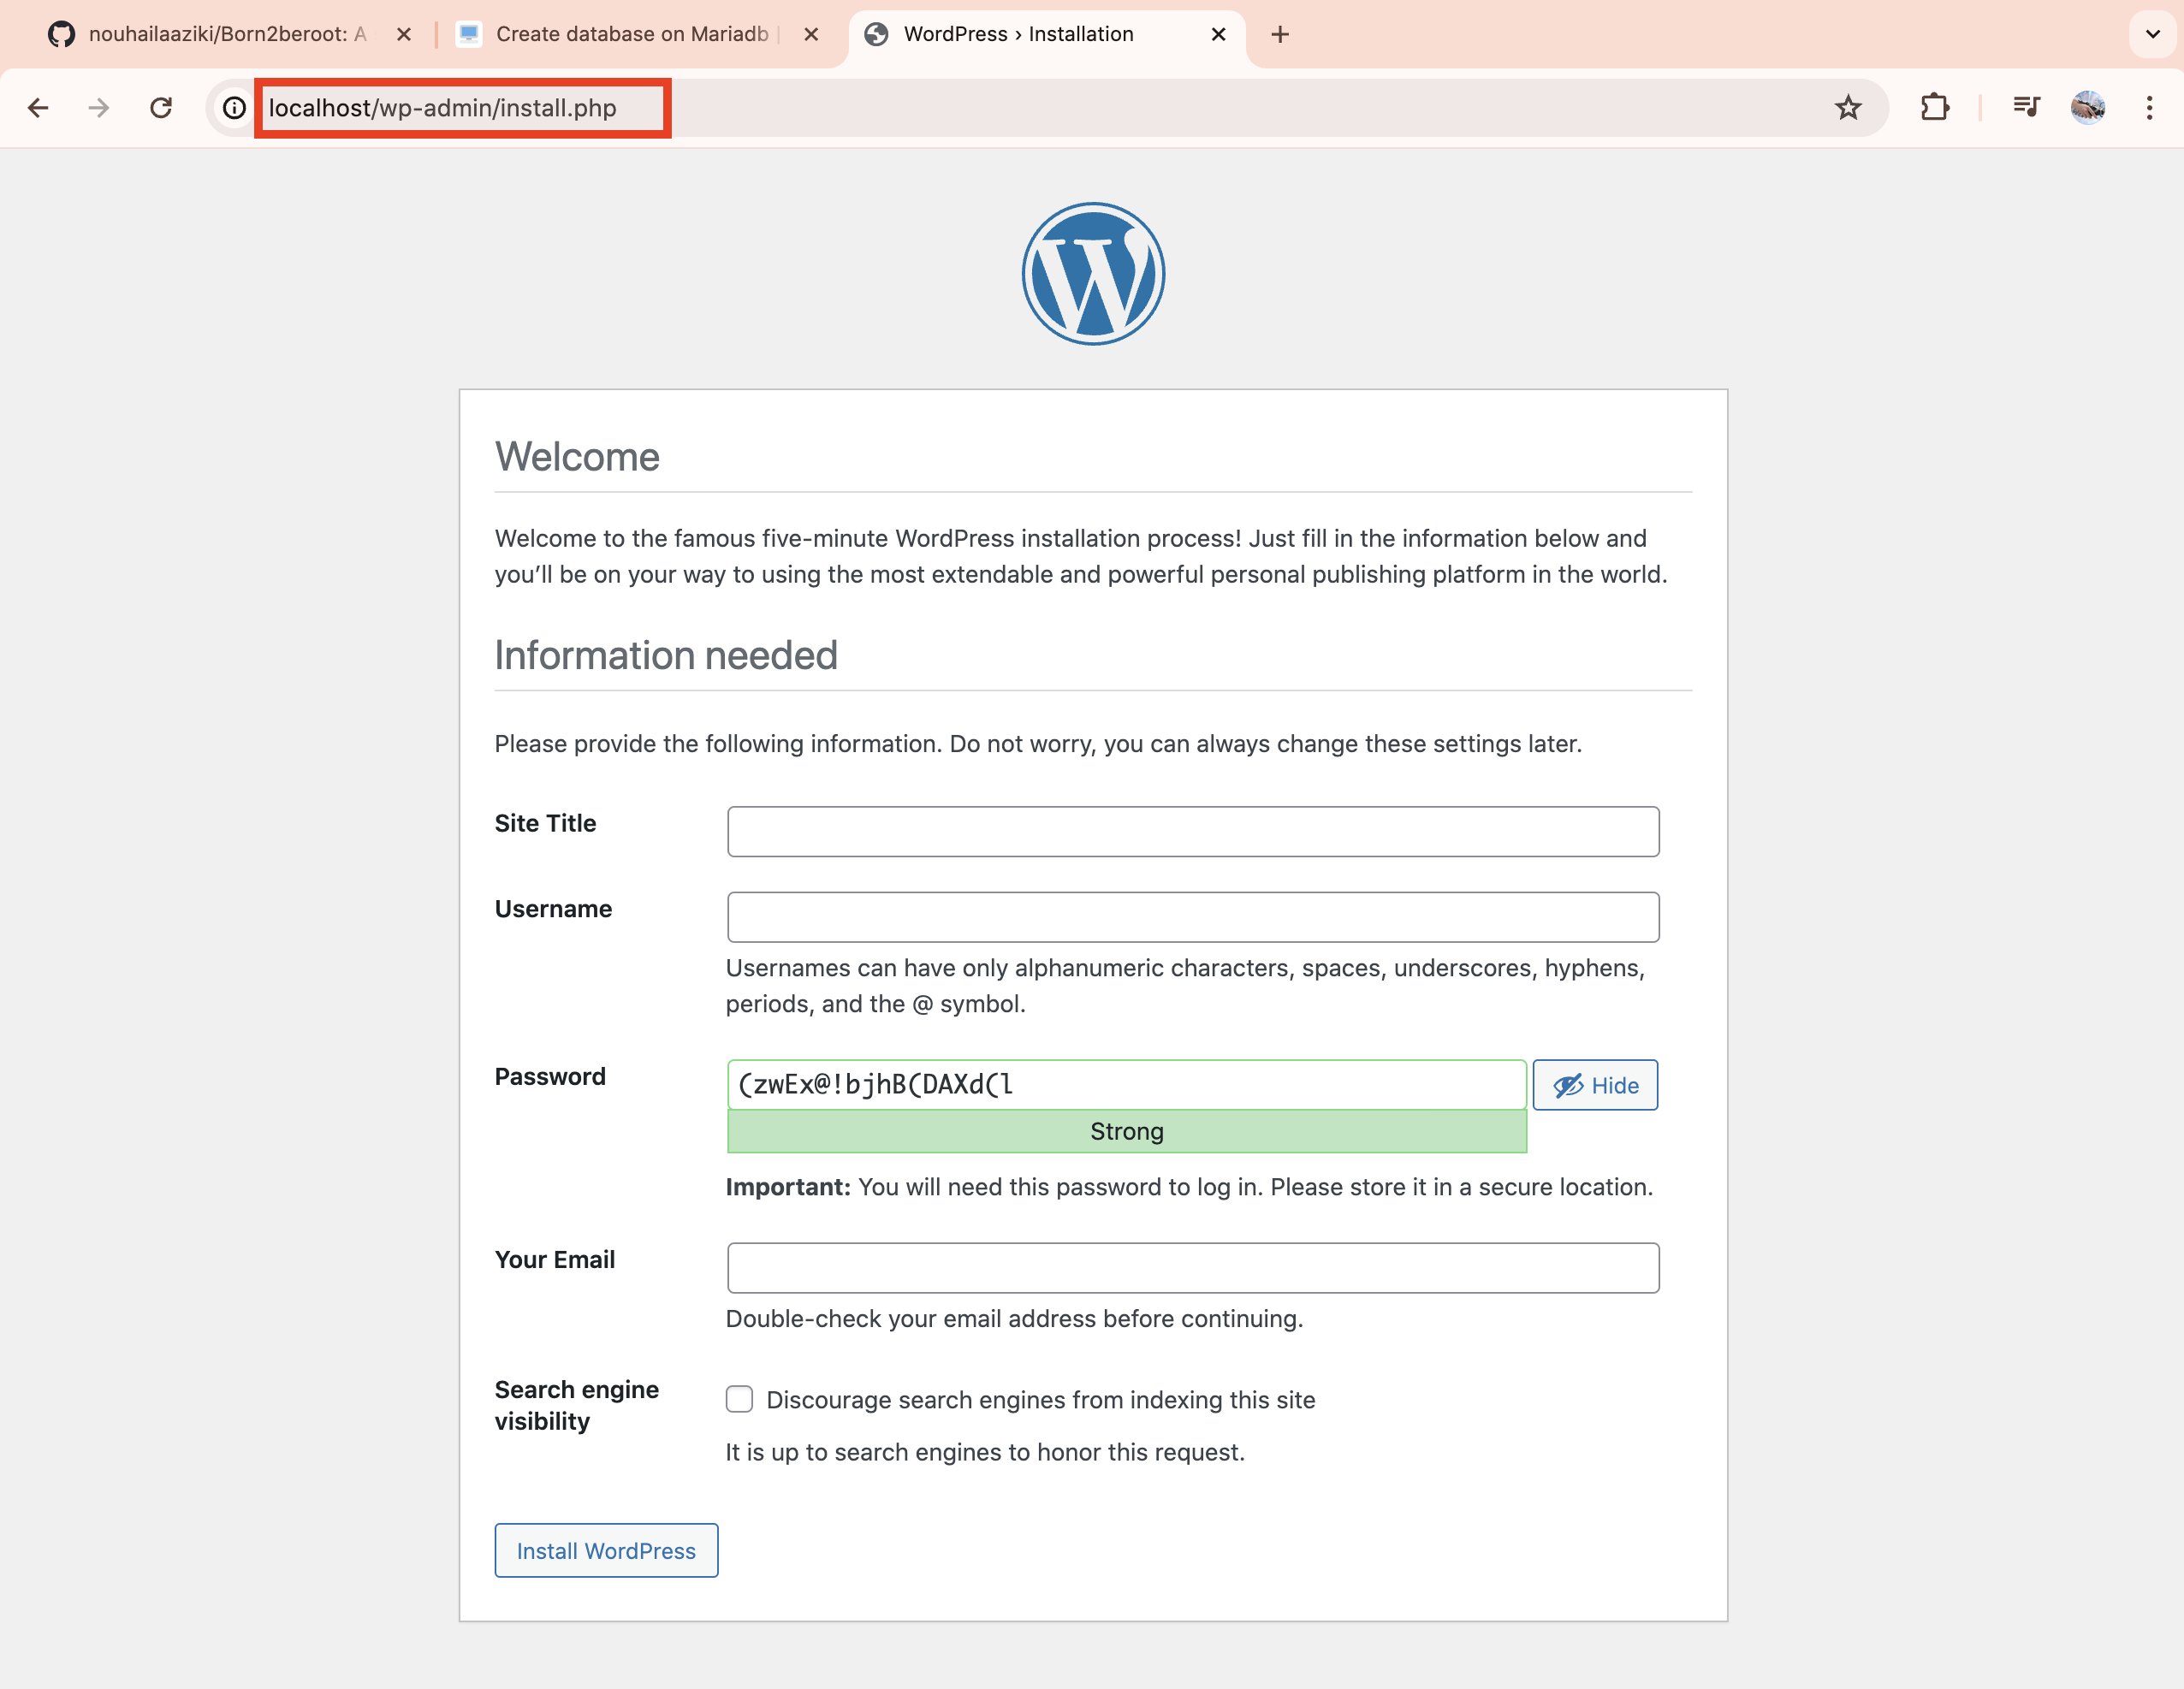 nouhailaaziki/Born2beroot: A
Create database on Mariadb
WordPress › Installation
localhost/wp-admin/install.php
W
Welcome
Welcome to the famous five-minute WordPress installation process! Just fill in the information below and
you’ll be on your way to using the most extendable and powerful personal publishing platform in the world.
Information needed
Please provide the following information. Do not worry, you can always change these settings later.
Site Title
Username
Usernames can have only alphanumeric characters, spaces, underscores, hyphens,
periods, and the @ symbol.
Password
(zwEx@!bjhB(DAXd(l
Hide
Strong
Important: You will need this password to log in. Please store it in a secure location.
Your Email
Double-check your email address before continuing.
Search engine
visibility
Discourage search engines from indexing this site
It is up to search engines to honor this request.
Install WordPress